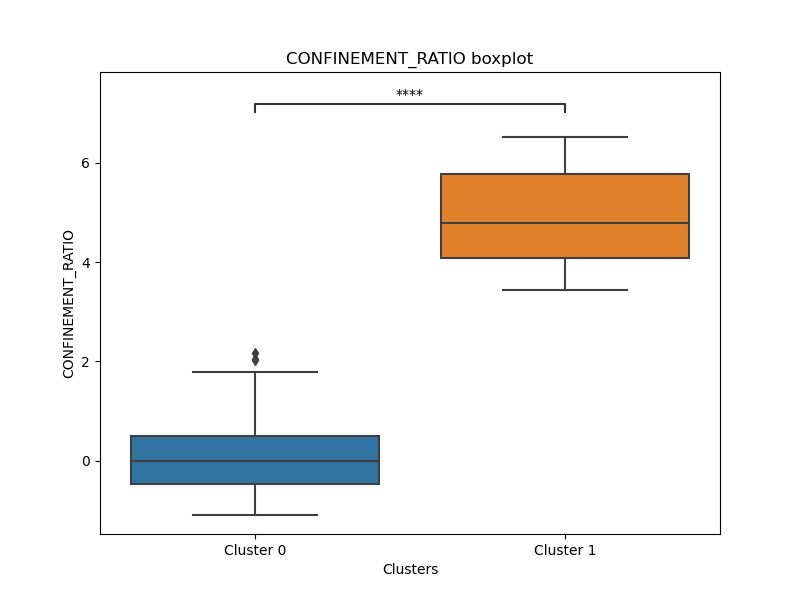 CONFINEMENT_RATIO boxplot
****
6
4
2
0
CONFINEMENT_RATIO
Cluster 0
Cluster 1
Clusters